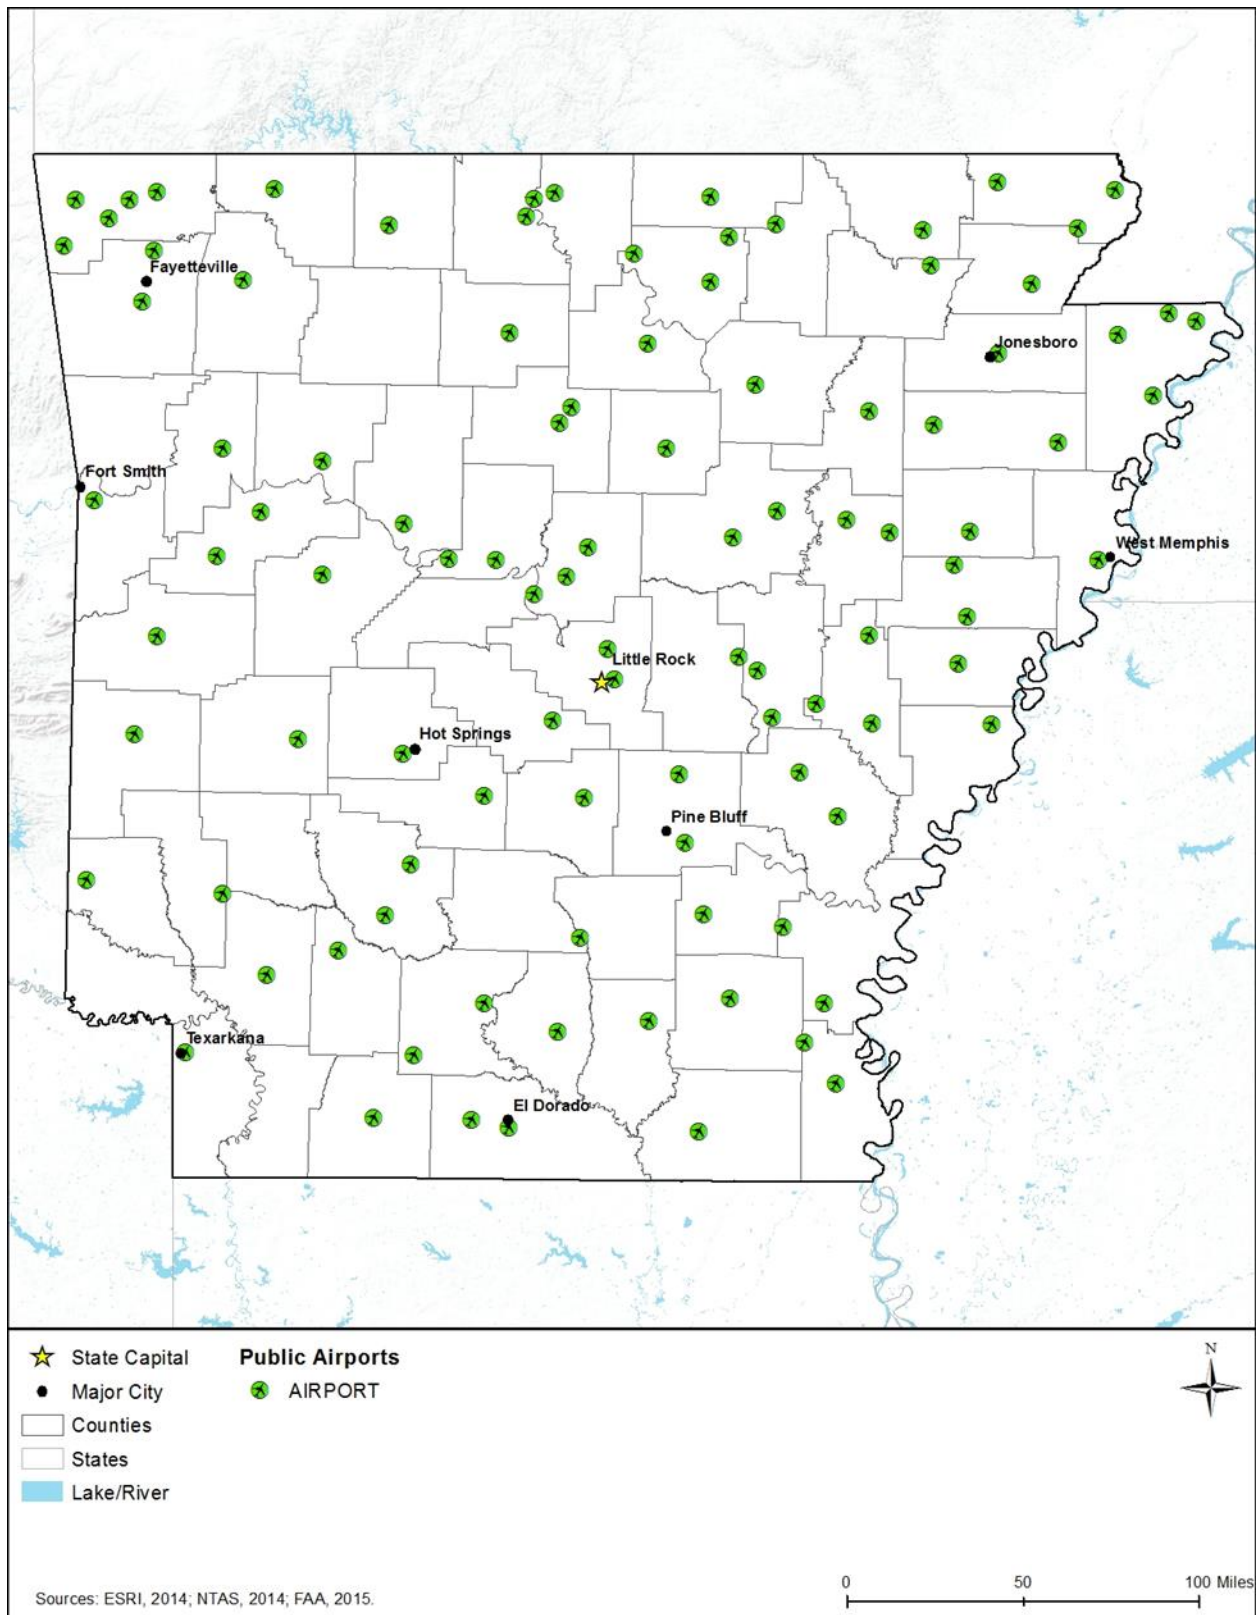 Fayetteville
Jonesboro
Fort Smith
West Memphis
Little Rock
Hot Springs
Pine Bluff
Texarkana
El Dorado
State Capital
Major City
Counties
States
Lake/River
Public Airports
AIRPORT
N
Sources: ESRI, 2014; NTAS, 2014; FAA, 2015.
0 50 100 Miles